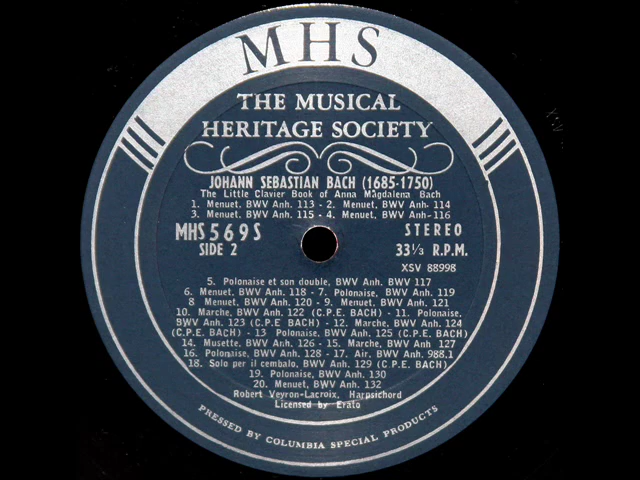 MHS
THE MUSICAL
HERITAGE SOCIETY
JOHANN SEBASTIAN BACH (1685-1750)
The Little Clavier Book of Anna Magdalena Bach
1. Menuet, BWV Anh. 113 - 2. Menuet, BWV Anh- 114
3. Menuet, BWV Anh. 115 - 4. Menuet, BWV Anh-116
MHS 569 S STEREO
SIDE 2 33⅓ R.P.M.
XSV 88998
5. Polonaise et son double, BWV Anh. BWV 117
6. Menuet, BWV Anh. 118 - 7. Polonaise, BWV Anh. 119
8 Menuet, BWV Anh. 120 - 9. Menuet, BWV Anh. 121
10. Marche, BWV Anh. 122 (C.P.E. BACH) - 11. Polonaise,
BWV Anh. 123 (C.P.E. BACH) - 12. Marche, BWV Anh. 124
(C.P.E. BACH) - 13 Polonaise, BWV Anh. 125 (C.P.E. BACH)
14. Musette, BWV Anh. 126 - 15. Marche, BWV Anh 127
16. Polonaise, BWV Anh. 128 - 17. Air, BWV Anh. 988.1
18. Solo per il cembalo, BWV Anh. 129 (C.P.E. BACH)
19. Polonaise, BWV Anh. 130
20. Menuet, BWV Anh. 132
Robert Veyron-Lacroix, Harpsichord
Licensed by Erato
PRESSED BY COLUMBIA SPECIAL PRODUCTS